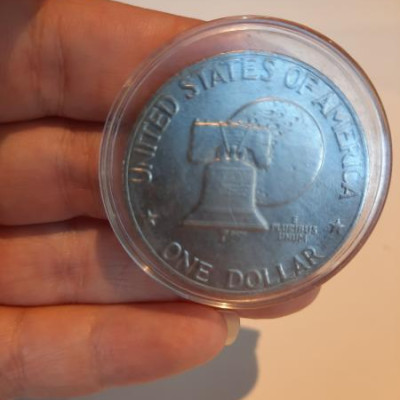 UNITED STATES OF AMERICA
E
PLURIBUS
UNUM
ONE DOLLAR